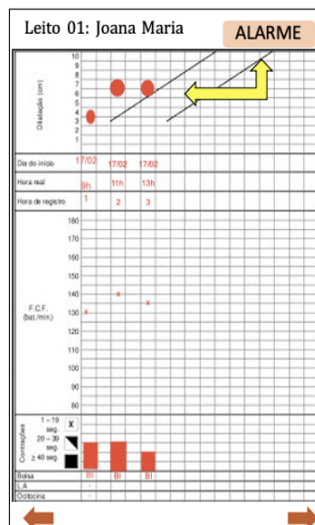 Leito 01: Joana Maria
ALARME
Dilatação (cm)
10
9
8
7
6
5
4
3
2
1
Dia do início 17/02 17/02 17/02
Hora real 9h 11h 13h
Hora de registro 1 2 3
F.C.F.
(bat./min.)
180
170
160
150
140
130
120
110
100
90
80
x x x
Contrações
1 – 19
seg.
X
20 – 39
seg.
≥ 40 seg.
Bolsa BI BI
L.A -
Ocitocina -